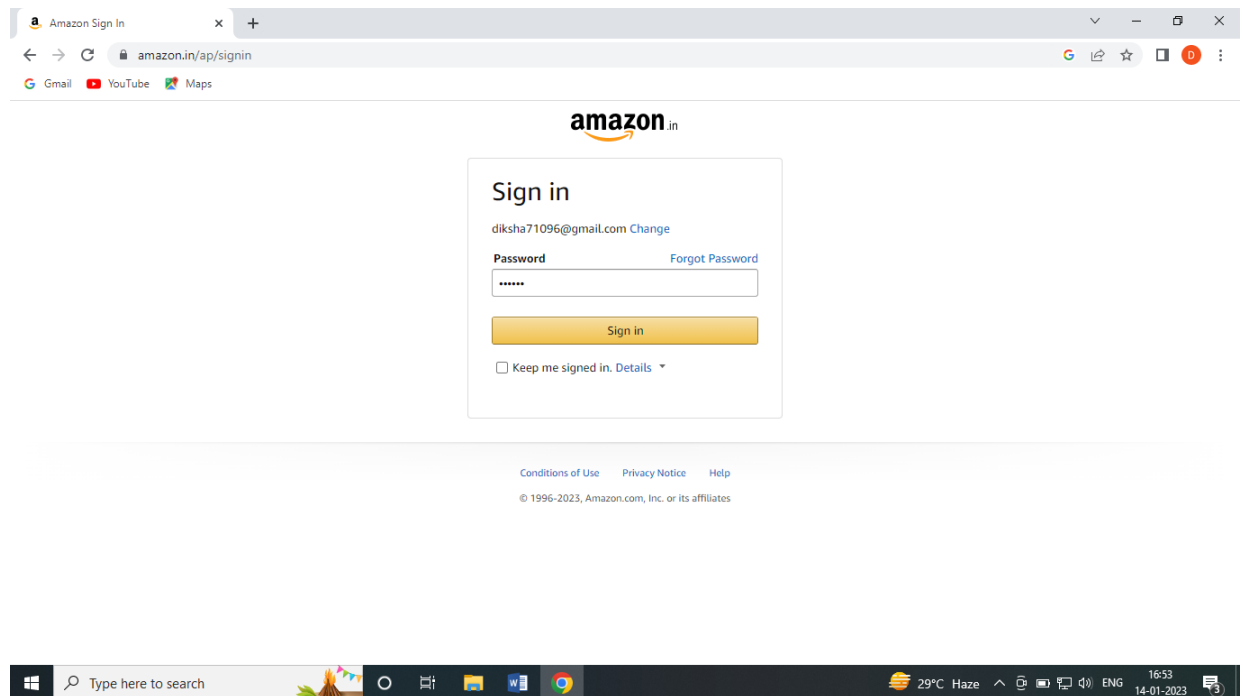 Amazon Sign In
amazon.in/ap/signin
D
Gmail YouTube Maps
amazon.in
Sign in
diksha71096@gmail.com Change
Password Forgot Password
••••••
Sign in
Keep me signed in. Details
Conditions of Use Privacy Notice Help
© 1996-2023, Amazon.com, Inc. or its affiliates
Type here to search
29°C Haze ENG 16:53
14-01-2023 3